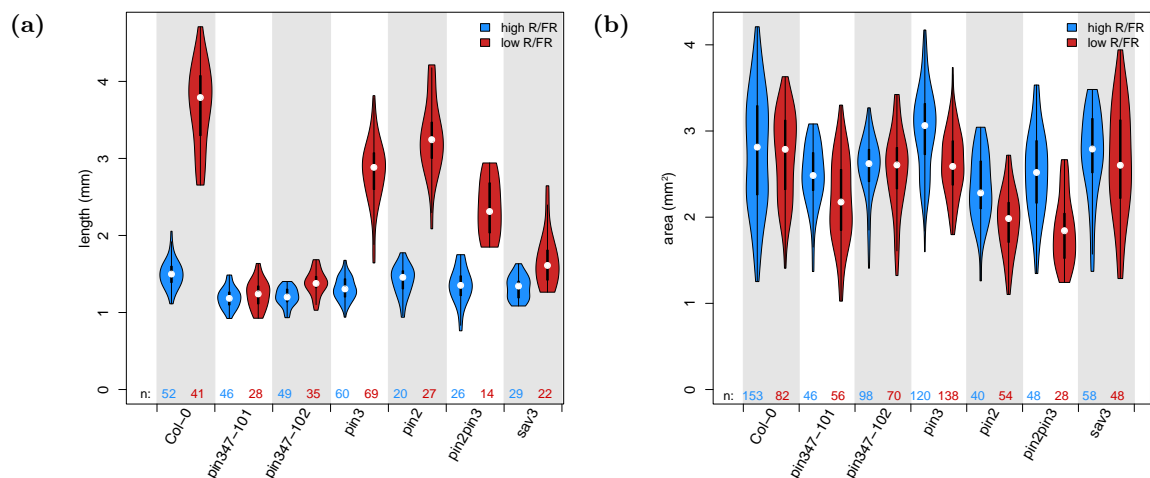 (a)
length (mm)
0 1 2 3 4
high R/FR
low R/FR
n: 52 41 46 28 49 35 60 69 20 27 26 14 29 22
Col−0 pin347−101 pin347−102 pin3 pin2 pin2pin3 sav3
(b)
area (mm²)
0 1 2 3 4
high R/FR
low R/FR
n: 153 82 46 56 98 70 120 138 40 54 48 28 58 48
Col−0 pin347−101 pin347−102 pin3 pin2 pin2pin3 sav3